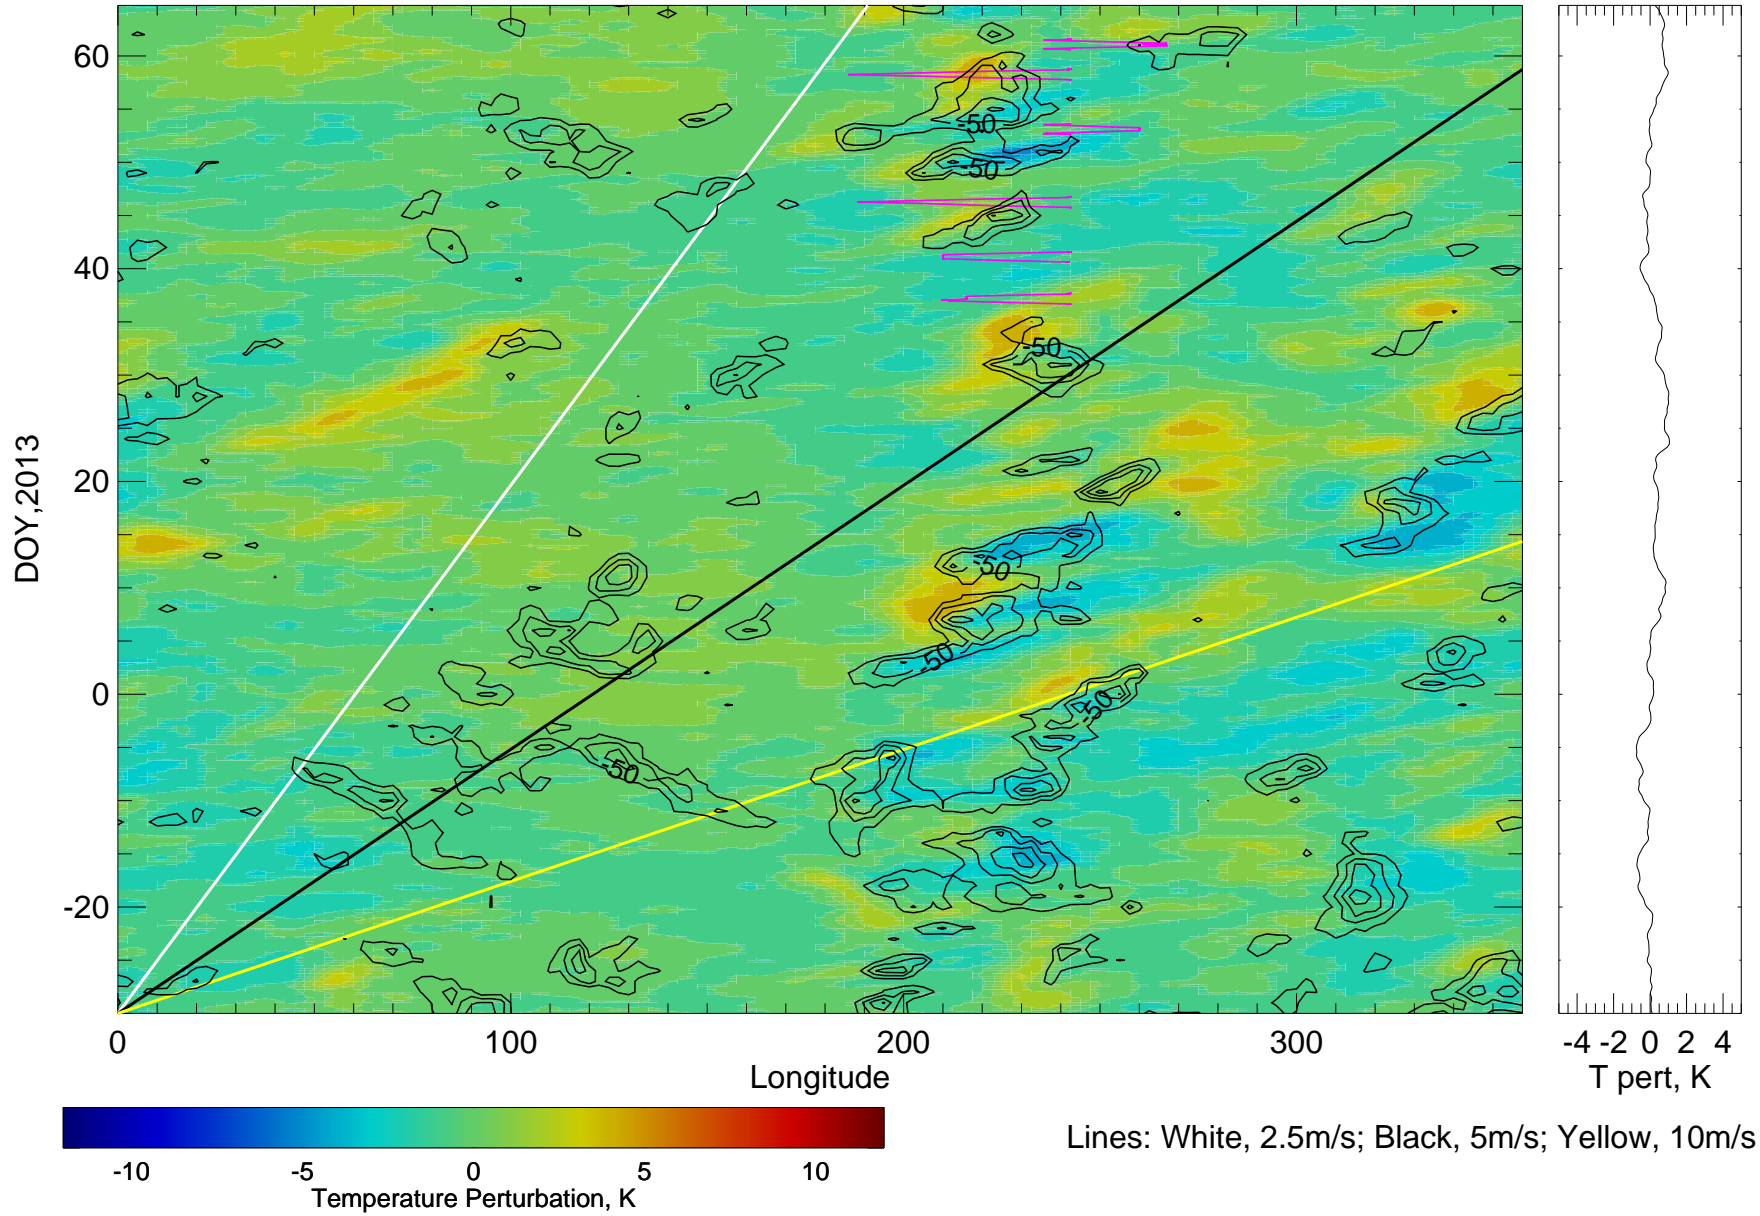 60
40
20
0
-20
DOY,2013
-50
-50
-50
-50
-50
-50
-50
0 100 200 300
Longitude
-4 -2 0 2 4
T pert, K
-10 -5 0 5 10
Temperature Perturbation, K
Lines: White, 2.5m/s; Black, 5m/s; Yellow, 10m/s